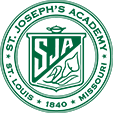 ST. JOSEPH'S ACADEMY
SJA
ST. LOUIS
1840
MISSOURI